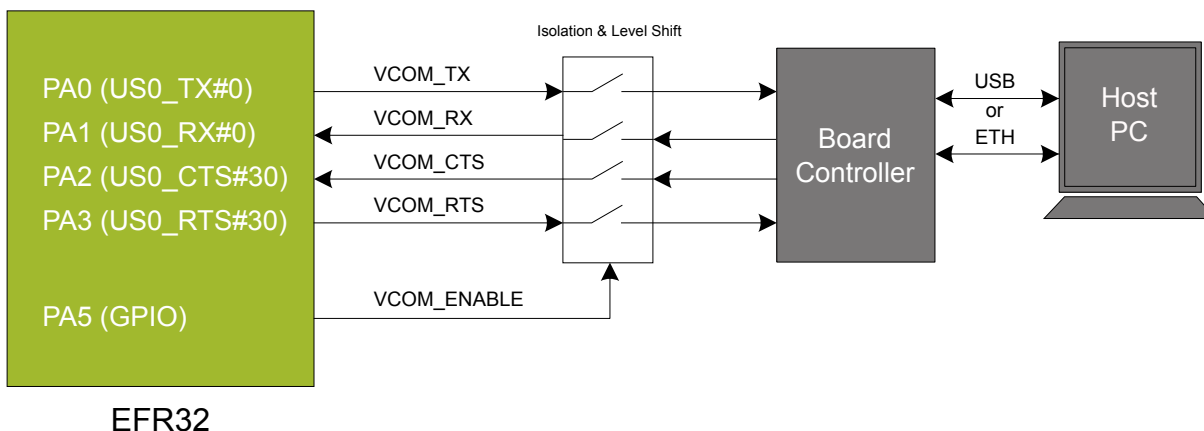 Isolation & Level Shift
PA0 (US0_TX#0)
PA1 (US0_RX#0)
PA2 (US0_CTS#30)
PA3 (US0_RTS#30)
PA5 (GPIO)
VCOM_TX
VCOM_RX
VCOM_CTS
VCOM_RTS
VCOM_ENABLE
Board
Controller
USB
or
ETH
Host
PC
EFR32